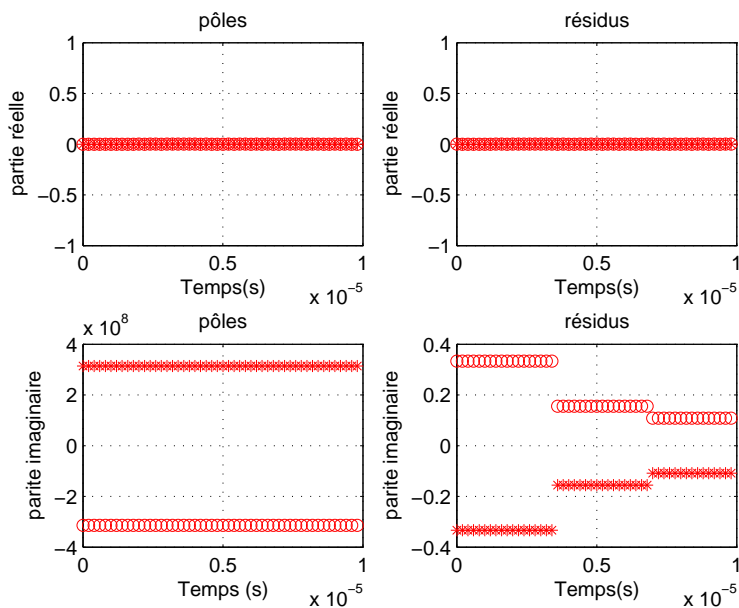 pôles
1
0.5
0
−0.5
−1
partie réelle
0
0.5
1
Temps(s)
x 10−5
résidus
1
0.5
0
−0.5
−1
partie réelle
0
0.5
1
Temps(s)
x 10−5
pôles
x 108
4
2
0
−2
−4
parite imaginaire
0
0.5
1
Temps (s)
x 10−5
résidus
0.4
0.2
0
−0.2
−0.4
parite imaginaire
0
0.5
1
Temps(s)
x 10−5